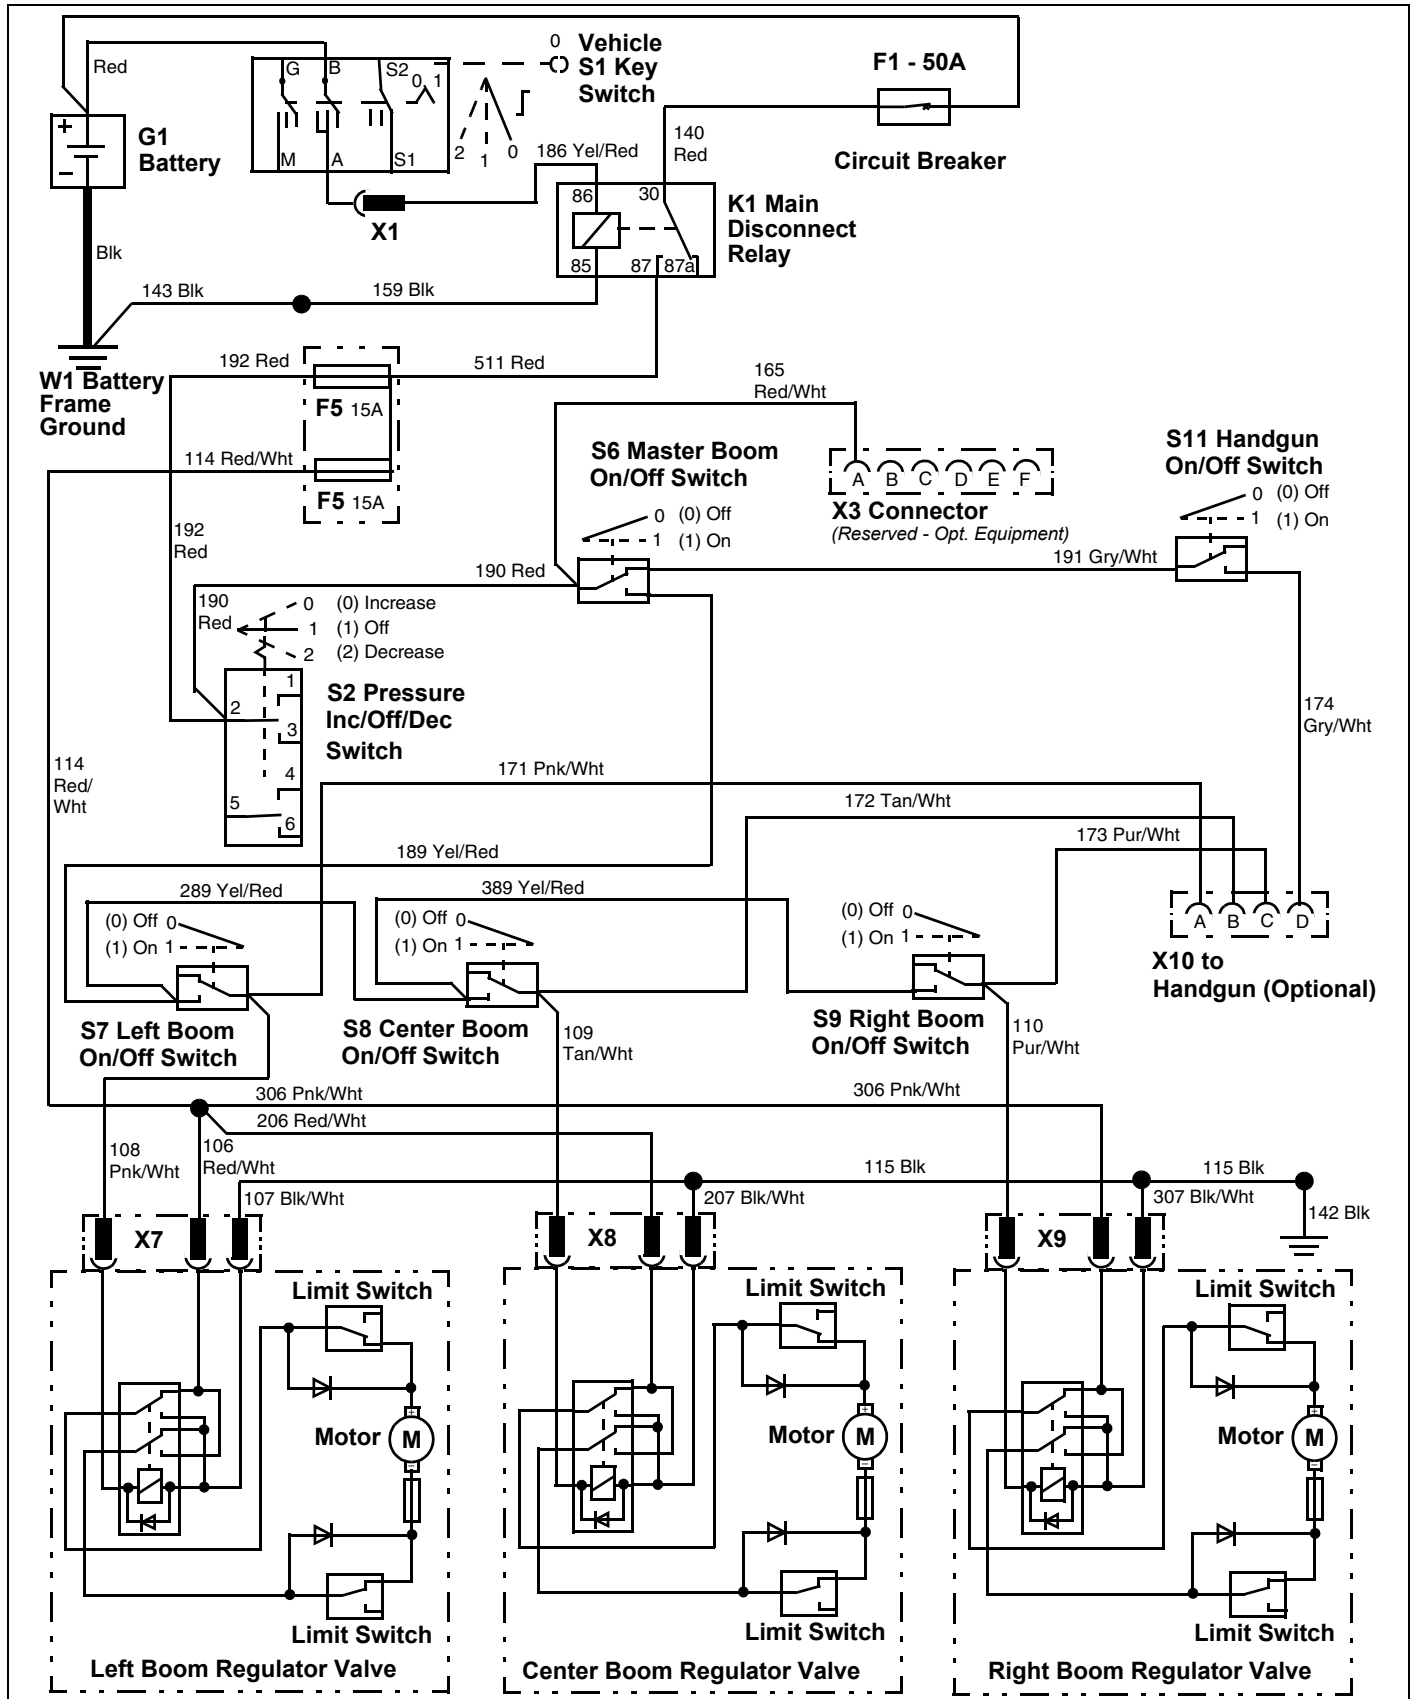 0
Vehicle
S1 Key
Switch
F1 - 50A
Red
G
B
S2
0
1
+
−
G1
Battery
M
A
S1
2
1
0
186 Yel/Red
140
Red
Circuit Breaker
X1
86
30
K1 Main
Disconnect
Relay
85
87
87a
Blk
143 Blk
159 Blk
192 Red
511 Red
W1 Battery
Frame
Ground
F5 15A
165
Red/Wht
114 Red/Wht
F5 15A
S6 Master Boom
On/Off Switch
0 (0) Off
1 (1) On
A B C D E F
X3 Connector
(Reserved - Opt. Equipment)
S11 Handgun
On/Off Switch
0 (0) Off
1 (1) On
192
Red
190 Red
191 Gry/Wht
190
Red
0 (0) Increase
1 (1) Off
2 (2) Decrease
1
2
3
4
5
6
S2 Pressure
Inc/Off/Dec
Switch
174
Gry/Wht
114
Red/
Wht
171 Pnk/Wht
172 Tan/Wht
173 Pur/Wht
189 Yel/Red
289 Yel/Red
389 Yel/Red
(0) Off 0
(1) On 1
(0) Off 0
(1) On 1
(0) Off 0
(1) On 1
A B C D
X10 to
Handgun (Optional)
S7 Left Boom
On/Off Switch
S8 Center Boom
On/Off Switch
109
Tan/Wht
S9 Right Boom
On/Off Switch
110
Pur/Wht
306 Pnk/Wht
306 Pnk/Wht
206 Red/Wht
108
Pnk/Wht
106
Red/Wht
115 Blk
115 Blk
107 Blk/Wht
207 Blk/Wht
307 Blk/Wht
142 Blk
X7
X8
X9
Limit Switch
Limit Switch
Limit Switch
+
+
+
Motor M
Motor M
Motor M
−
−
−
Limit Switch
Limit Switch
Limit Switch
Left Boom Regulator Valve
Center Boom Regulator Valve
Right Boom Regulator Valve